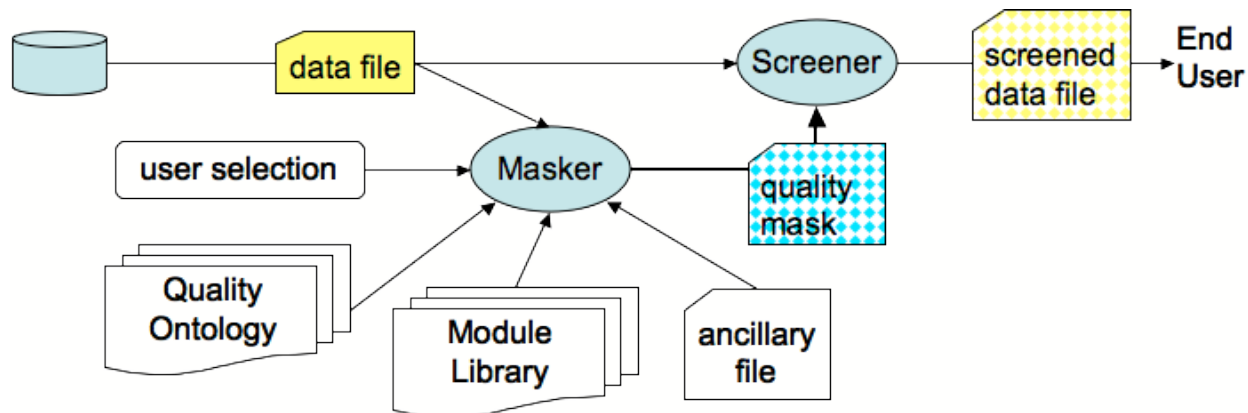 data file
Screener
screened
data file
End
User
user selection
Masker
quality
mask
Quality
Ontology
Module
Library
ancillary
file